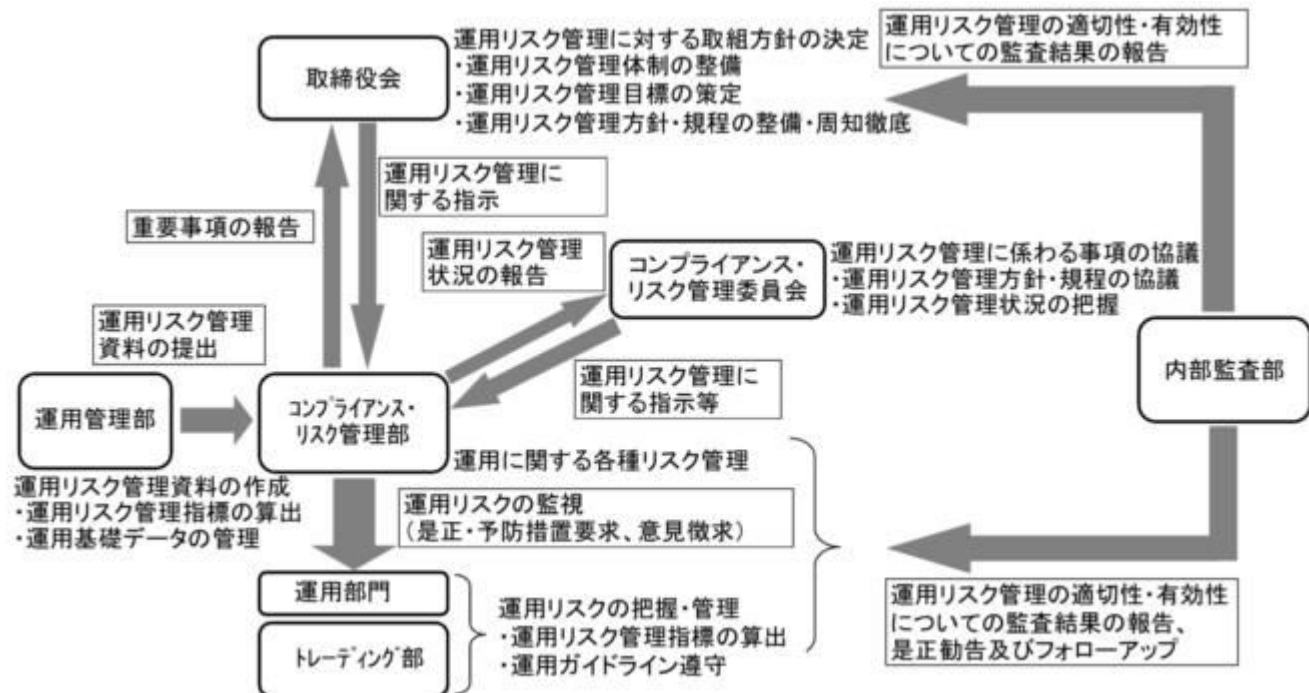 取締役会
運用リスク管理に対する取組方針の決定
・運用リスク管理体制の整備
・運用リスク管理目標の策定
・運用リスク管理方針・規程の整備・周知徹底
運用リスク管理の適切性・有効性
についての監査結果の報告
運用リスク管理に
関する指示
重要事項の報告
運用リスク管理
状況の報告
コンプライアンス・
リスク管理委員会
運用リスク管理に係わる事項の協議
・運用リスク管理方針・規程の協議
・運用リスク管理状況の把握
運用リスク管理
資料の提出
運用リスク管理に
関する指示等
内部監査部
運用管理部
コンプライアンス・
リスク管理部
運用に関する各種リスク管理
運用リスク管理資料の作成
・運用リスク管理指標の算出
・運用基礎データの管理
運用リスクの監視
(是正・予防措置要求、意見徴求)
運用部門
トレーディング部
運用リスクの把握・管理
・運用リスク管理指標の算出
・運用ガイドライン遵守
運用リスク管理の適切性・有効性
についての監査結果の報告、
是正勧告及びフォローアップ